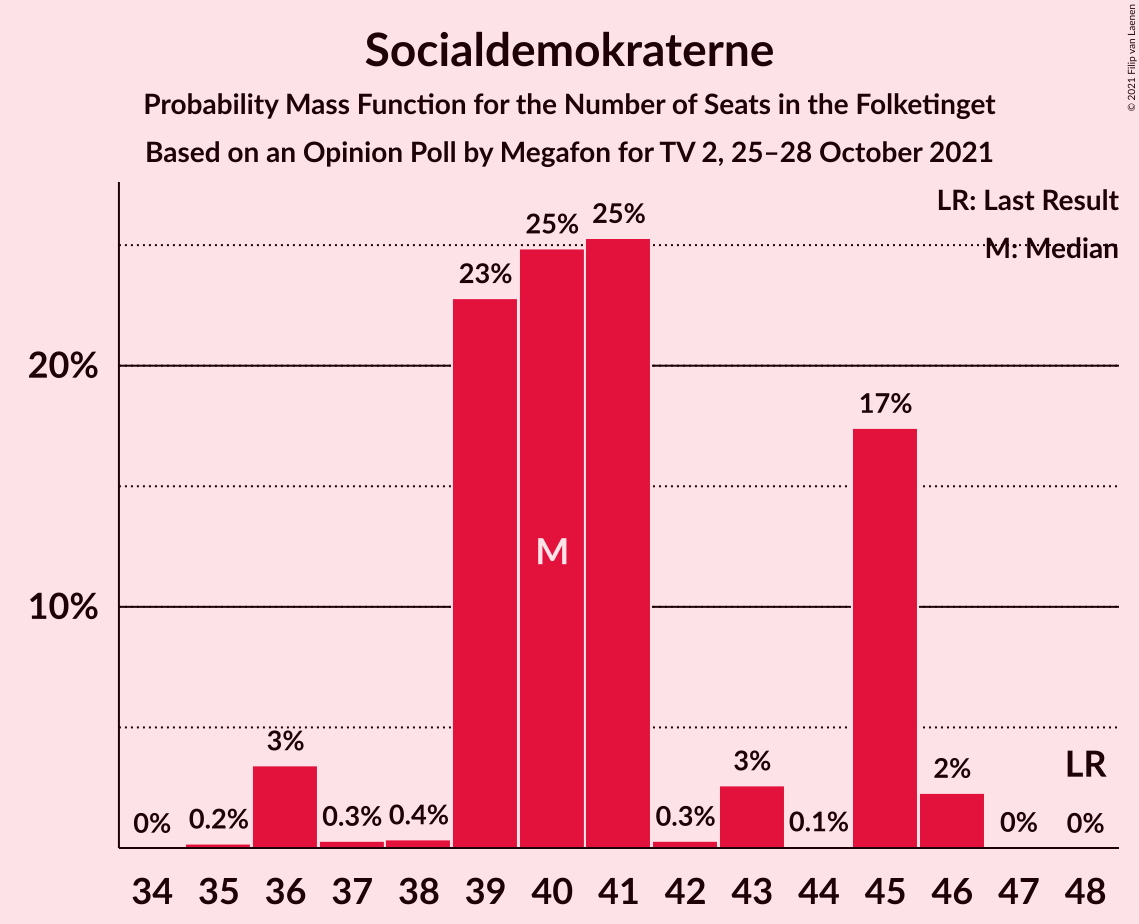 Socialdemokraterne
Probability Mass Function for the Number of Seats in the Folketinget
Based on an Opinion Poll by Megafon for TV 2, 25–28 October 2021
© 2021 Filip van Laenen
LR: Last Result
M: Median
20%
10%
0%
0.2%
3%
0.3%
0.4%
23%
25%
25%
0.3%
3%
0.1%
17%
2%
0%
0%
M
LR
34 35 36 37 38 39 40 41 42 43 44 45 46 47 48